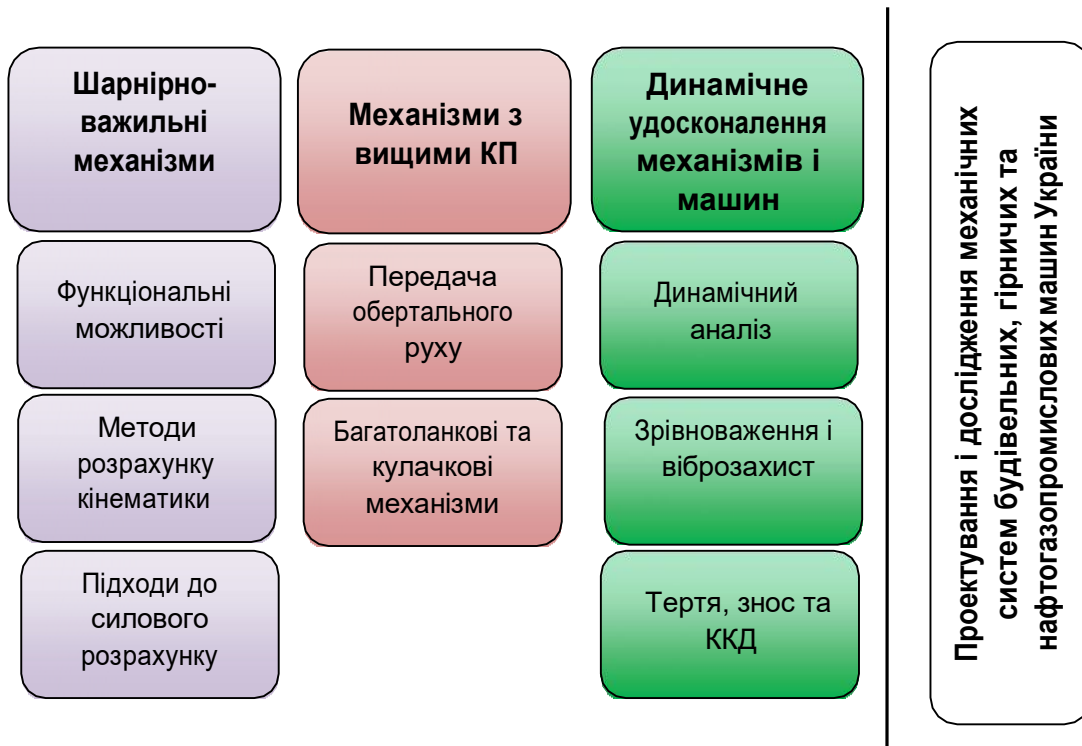 Шарнірно-
важильні
механізми
Функціональні
можливості
Методи
розрахунку
кінематики
Підходи до
силового
розрахунку
Механізми з
вищими КП
Передача
обертального
руху
Багатоланкові та
кулачкові
механізми
Динамічне
удосконалення
механізмів і
машин
Динамічний
аналіз
Зрівноваження і
віброзахист
Тертя, знос та
ККД
Проектування і дослідження механічних
систем будівельних, гірничих та
нафтогазопромислових машин України